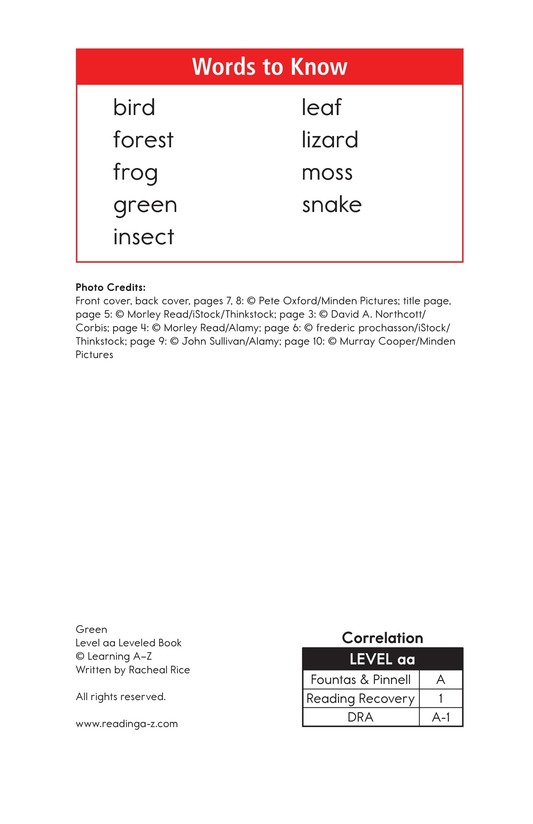 Words to Know
bird
forest
frog
green
insect
leaf
lizard
moss
snake
Photo Credits:
Front cover, back cover, pages 7, 8: © Pete Oxford/Minden Pictures; title page,
page 5: © Morley Read/iStock/Thinkstock; page 3: © David A. Northcott/
Corbis; page 4: © Morley Read/Alamy; page 6: © frederic prochasson/iStock/
Thinkstock; page 9: © John Sullivan/Alamy; page 10: © Murray Cooper/Minden
Pictures
Green
Level aa Leveled Book
© Learning A–Z
Written by Racheal Rice
All rights reserved.
www.readinga-z.com
Correlation
LEVEL aa
Fountas & Pinnell A
Reading Recovery 1
DRA A-1